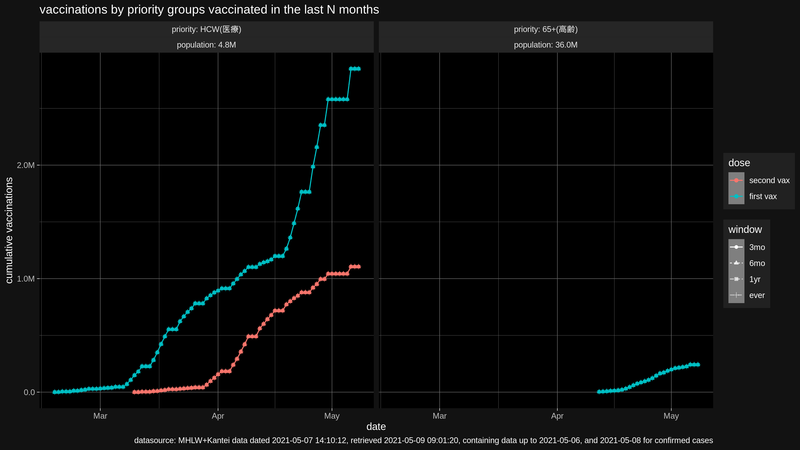 vaccinations by priority groups vaccinated in the last N months
priority: HCW(医療)
population: 4.8M
priority: 65+(高齢)
population: 36.0M
cumulative vaccinations
2.0M
1.0M
0.0
Mar
Apr
May
Mar
Apr
May
date
dose
second vax
first vax
window
3mo
6mo
1yr
ever
datasource: MHLW+Kantei data dated 2021-05-07 14:10:12, retrieved 2021-05-09 09:01:20, containing data up to 2021-05-06, and 2021-05-08 for confirmed cases